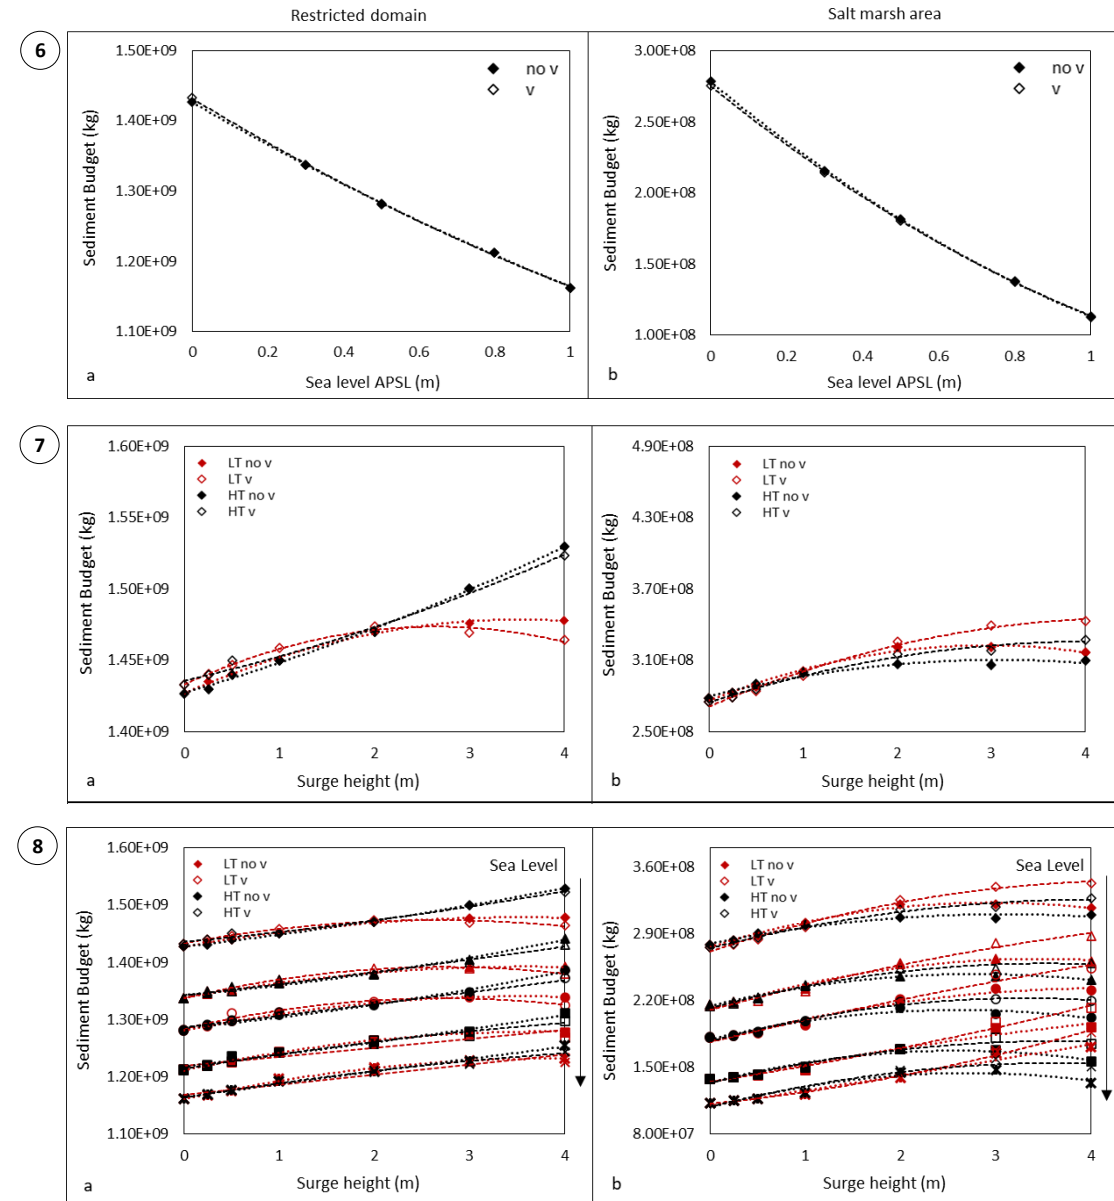 Restricted domain
Salt marsh area
6
1.50E+09
1.40E+09
1.30E+09
1.20E+09
1.10E+09
Sediment Budget (kg)
no v
v
0 0.2 0.4 0.6 0.8 1
Sea level APSL (m)
a
3.00E+08
2.50E+08
2.00E+08
1.50E+08
1.00E+08
Sediment Budget (kg)
no v
v
0 0.2 0.4 0.6 0.8 1
Sea level APSL (m)
b
7
1.60E+09
1.55E+09
1.50E+09
1.45E+09
1.40E+09
Sediment Budget (kg)
LT no v
LT v
HT no v
HT v
0 1 2 3 4
Surge height (m)
a
4.90E+08
4.30E+08
3.70E+08
3.10E+08
2.50E+08
Sediment Budget (kg)
LT no v
LT v
HT no v
HT v
0 1 2 3 4
Surge height (m)
b
8
1.60E+09
1.50E+09
1.40E+09
1.30E+09
1.20E+09
1.10E+09
Sediment Budget (kg)
LT no v
LT v
HT no v
HT v
Sea Level
0 1 2 3 4
Surge height (m)
a
3.60E+08
2.90E+08
2.20E+08
1.50E+08
8.00E+07
Sediment Budget (kg)
LT no v
LT v
HT no v
HT v
Sea Level
0 1 2 3 4
Surge height (m)
b